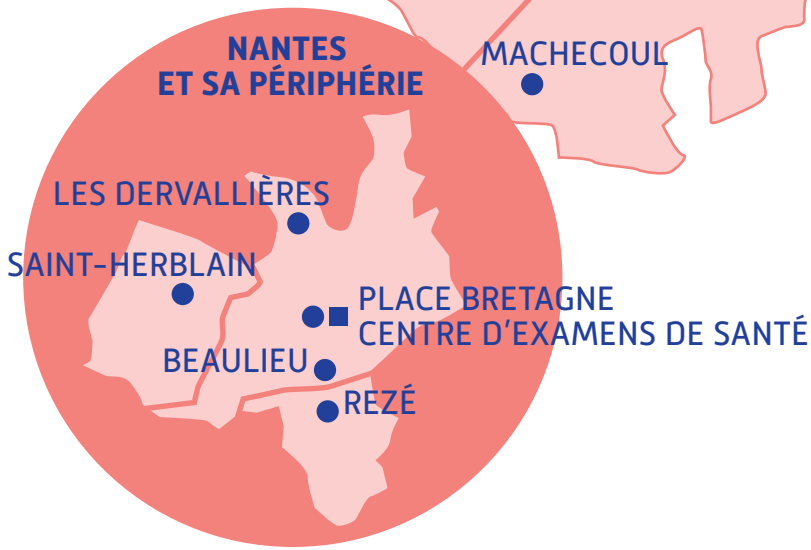 NANTES
ET SA PÉRIPHÉRIE
MACHECOUL
LES DERVALLIÈRES
SAINT-HERBLAIN
PLACE BRETAGNE
CENTRE D'EXAMENS DE SANTÉ
BEAULIEU
REZÉ